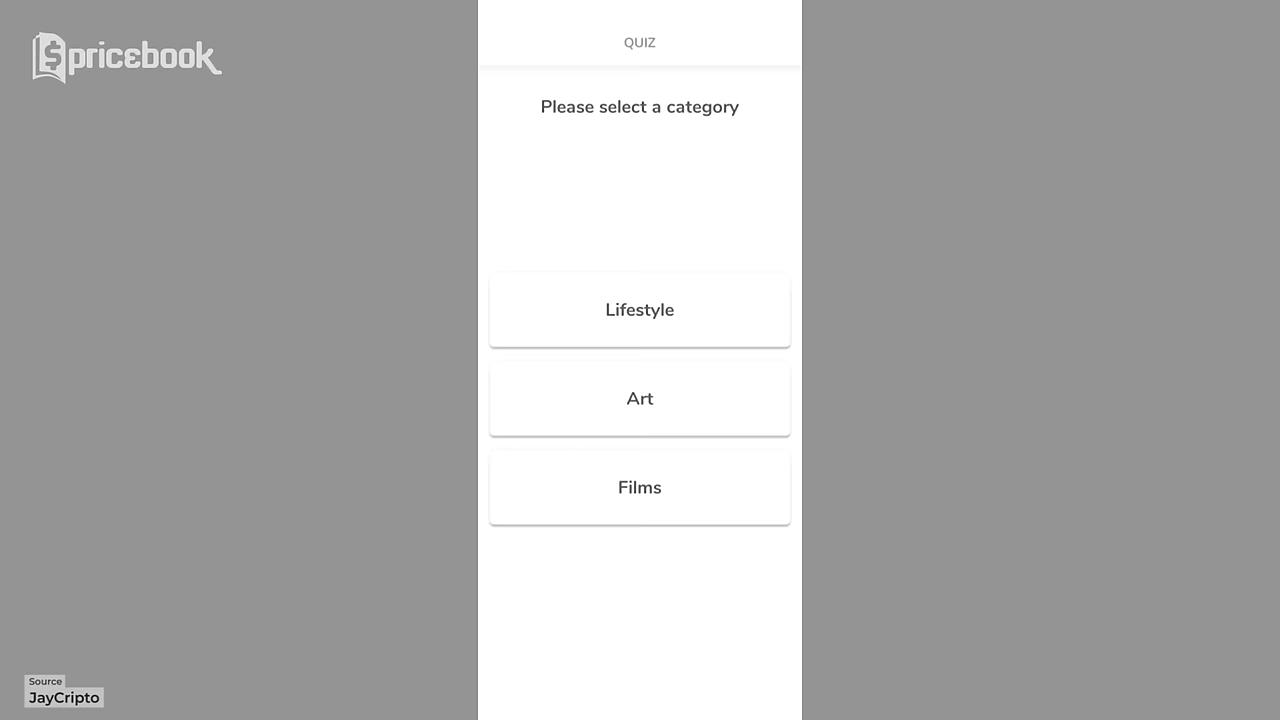 pricebook
QUIZ
Please select a category
Lifestyle
Art
Films
Source
JayCripto